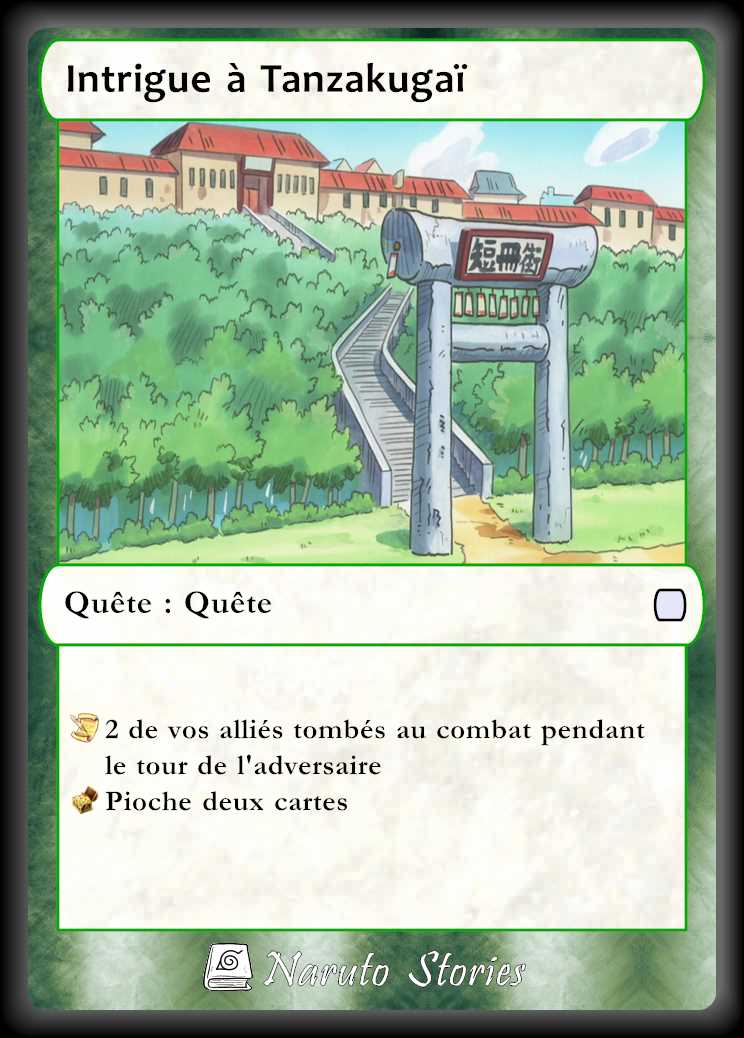 Intrigue à Tanzakugaï
短冊街
Quête : Quête
2 de vos alliés tombés au combat pendant
le tour de l'adversaire
Pioche deux cartes
Naruto Stories